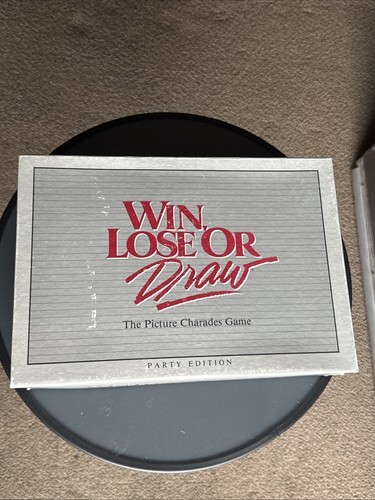 WIN,
LOSE OR
Draw
The Picture Charades Game
PARTY EDITION